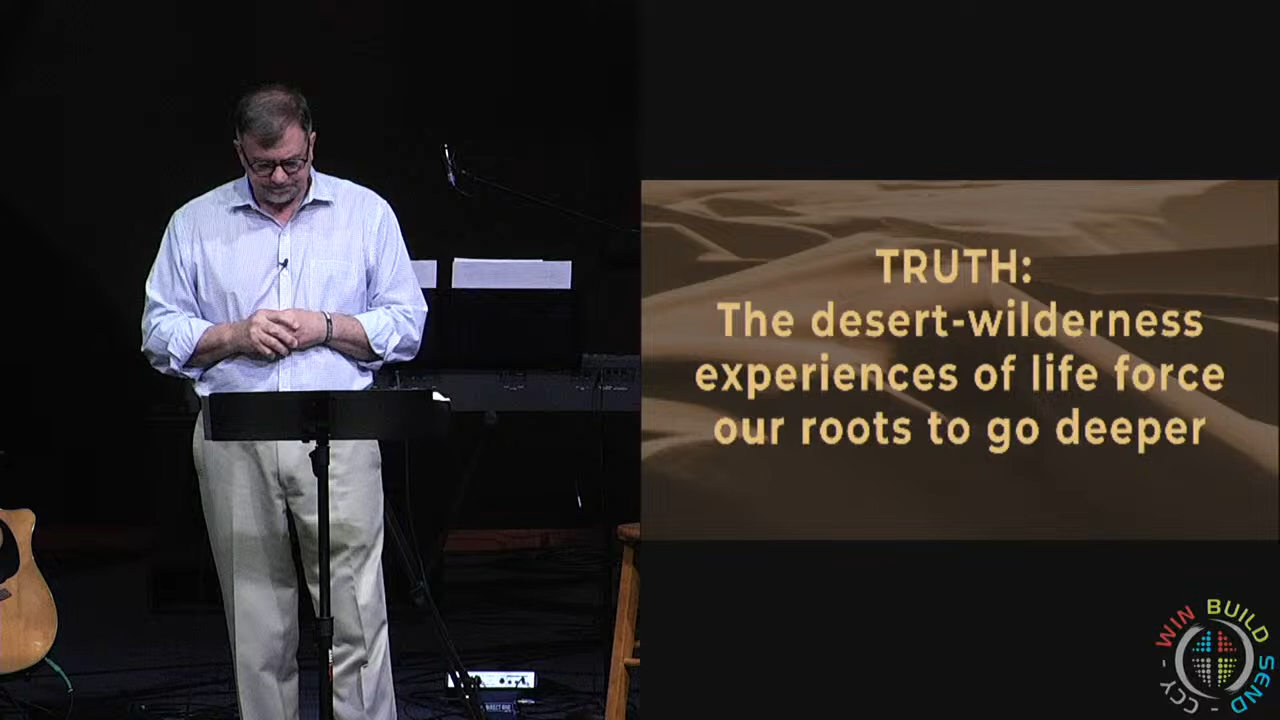 TRUTH:
The desert-wilderness
experiences of life force
our roots to go deeper
WIN BUILD SEND - CCY -